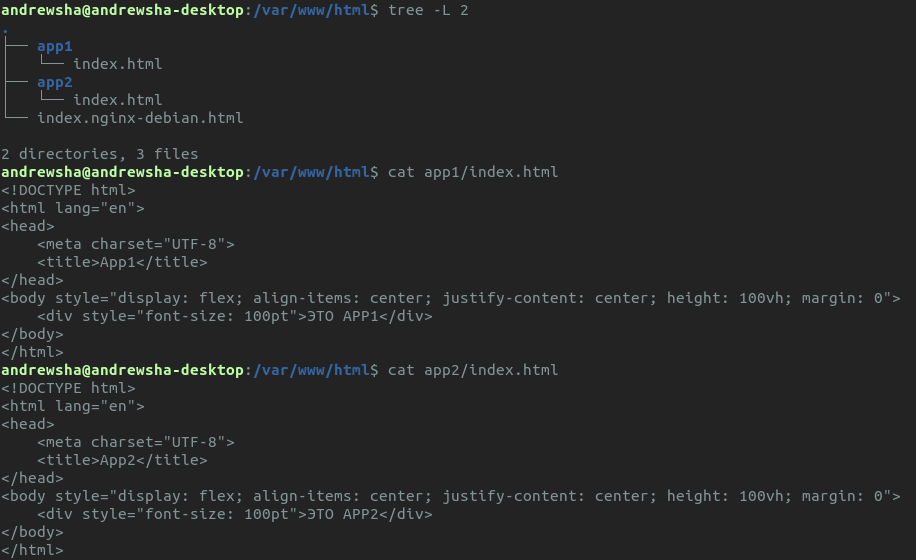 andrewsha@andrewsha-desktop:/var/www/html$ tree -L 2
.
├── app1
│   └── index.html
├── app2
│   └── index.html
└── index.nginx-debian.html
2 directories, 3 files
andrewsha@andrewsha-desktop:/var/www/html$ cat app1/index.html
<!DOCTYPE html>
<html lang="en">
<head>
    <meta charset="UTF-8">
    <title>App1</title>
</head>
<body style="display: flex; align-items: center; justify-content: center; height: 100vh; margin: 0">
    <div style="font-size: 100pt">ЭТО APP1</div>
</body>
</html>
andrewsha@andrewsha-desktop:/var/www/html$ cat app2/index.html
<!DOCTYPE html>
<html lang="en">
<head>
    <meta charset="UTF-8">
    <title>App2</title>
</head>
<body style="display: flex; align-items: center; justify-content: center; height: 100vh; margin: 0">
    <div style="font-size: 100pt">ЭТО APP2</div>
</body>
</html>